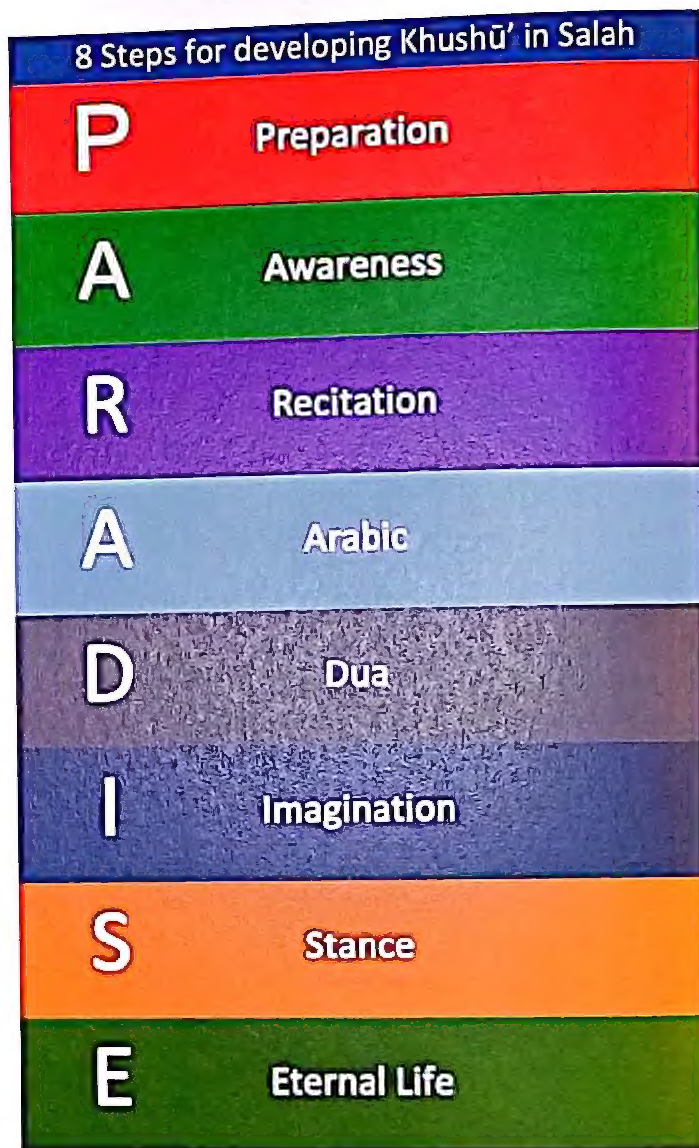 8 Steps for developing Khushū' in Salah
P Preparation
A Awareness
R Recitation
A Arabic
D Dua
I Imagination
S Stance
E Eternal Life